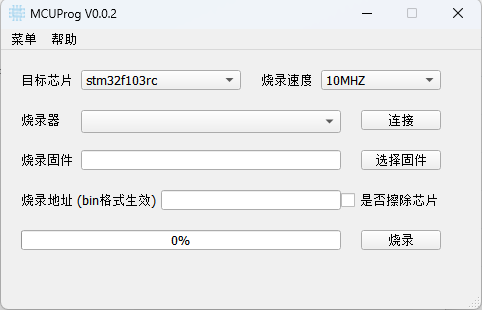 MCUProg V0.0.2
菜单 帮助
目标芯片 stm32f103rc 烧录速度 10MHZ
烧录器 连接
烧录固件 选择固件
烧录地址 (bin格式生效) 是否擦除芯片
0% 烧录